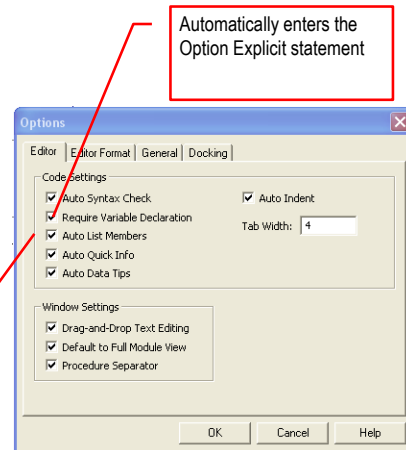 Automatically enters the
Option Explicit statement
Options
Editor
Editor Format
General
Docking
Code Settings
Auto Syntax Check
Require Variable Declaration
Auto List Members
Auto Quick Info
Auto Data Tips
Auto Indent
Tab Width: 4
Window Settings
Drag-and-Drop Text Editing
Default to Full Module View
Procedure Separator
OK
Cancel
Help